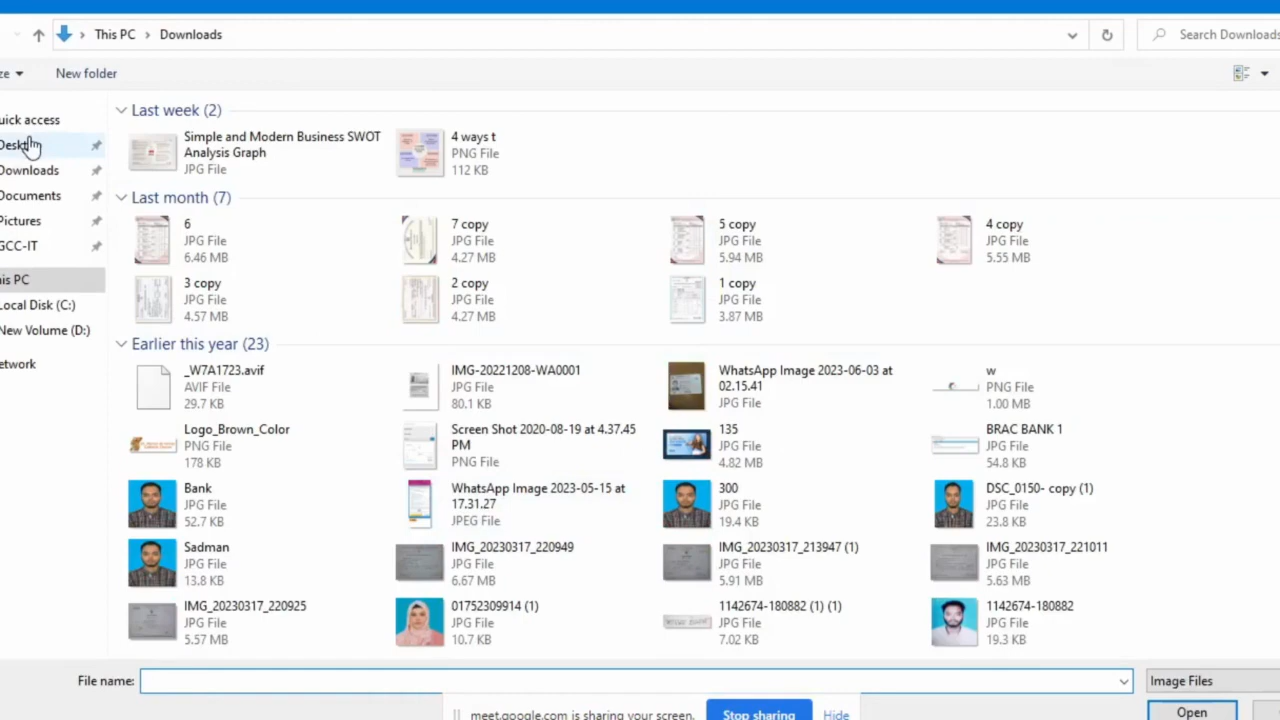 This PC > Downloads
Search Downloads
ze
New folder
uick access
Desktop
Downloads
Documents
Pictures
GCC-IT
his PC
Local Disk (C:)
New Volume (D:)
etwork
Last week (2)
Simple and Modern Business SWOT
Analysis Graph
JPG File
4 ways t
PNG File
112 KB
Last month (7)
6
JPG File
6.46 MB
7 copy
JPG File
4.27 MB
5 copy
JPG File
5.94 MB
4 copy
JPG File
5.55 MB
3 copy
JPG File
4.57 MB
2 copy
JPG File
4.27 MB
1 copy
JPG File
3.87 MB
Earlier this year (23)
_W7A1723.avif
AVIF File
29.7 KB
IMG-20221208-WA0001
JPG File
80.1 KB
WhatsApp Image 2023-06-03 at
02.15.41
JPG File
w
PNG File
1.00 MB
Logo_Brown_Color
PNG File
178 KB
Screen Shot 2020-08-19 at 4.37.45
PM
PNG File
135
JPG File
4.82 MB
BRAC BANK 1
JPG File
54.8 KB
Bank
JPG File
52.7 KB
WhatsApp Image 2023-05-15 at
17.31.27
JPEG File
300
JPG File
19.4 KB
DSC_0150- copy (1)
JPG File
23.8 KB
Sadman
JPG File
13.8 KB
IMG_20230317_220949
JPG File
6.67 MB
IMG_20230317_213947 (1)
JPG File
5.91 MB
IMG_20230317_221011
JPG File
5.63 MB
IMG_20230317_220925
JPG File
5.57 MB
01752309914 (1)
JPG File
10.7 KB
1142674-180882 (1) (1)
JPG File
7.02 KB
1142674-180882
JPG File
19.3 KB
File name:
Image Files
meet.google.com is sharing your screen.
Stop sharing
Hide
Open